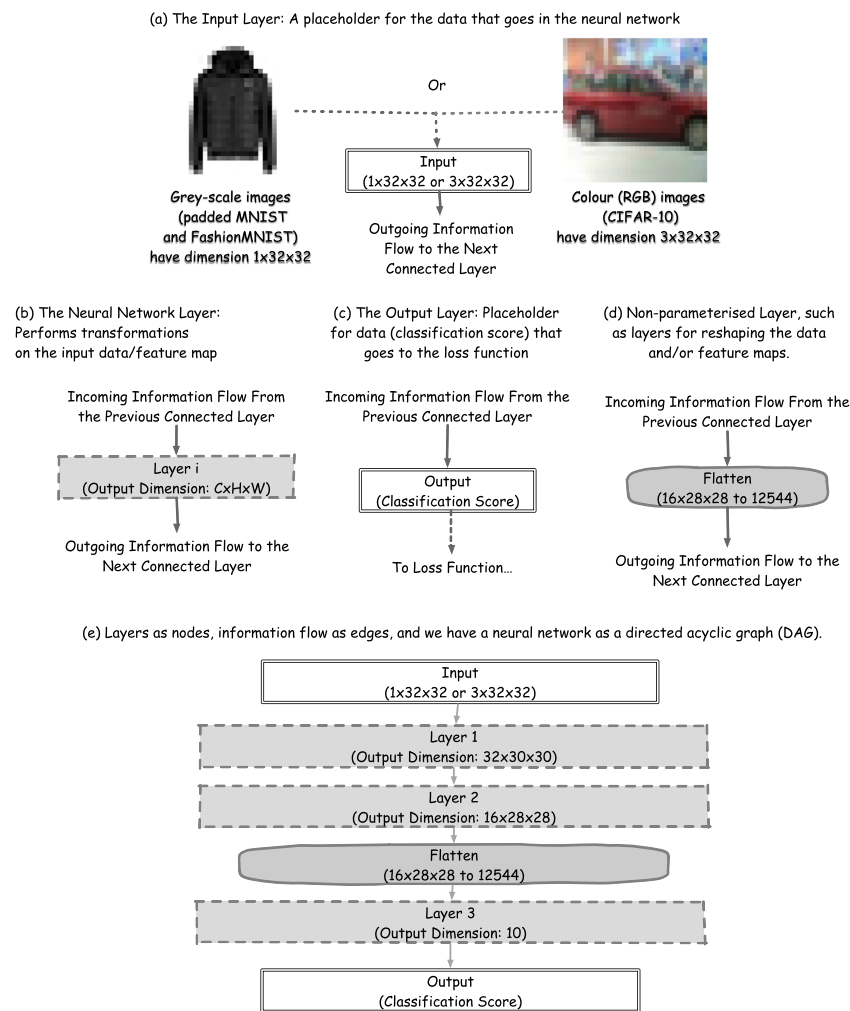 (a) The Input Layer: A placeholder for the data that goes in the neural network
Or
Input
(1x32x32 or 3x32x32)
Grey-scale images
(padded MNIST
and FashionMNIST)
have dimension 1x32x32
Outgoing Information
Flow to the Next
Connected Layer
Colour (RGB) images
(CIFAR-10)
have dimension 3x32x32
(b) The Neural Network Layer:
Performs transformations
on the input data/feature map
Incoming Information Flow From
the Previous Connected Layer
Layer i
(Output Dimension: CxHxW)
Outgoing Information Flow to the
Next Connected Layer
(c) The Output Layer: Placeholder
for data (classification score) that
goes to the loss function
Incoming Information Flow From the
Previous Connected Layer
Output
(Classification Score)
To Loss Function...
(d) Non-parameterised Layer, such
as layers for reshaping the data
and/or feature maps.
Incoming Information Flow From the
Previous Connected Layer
Flatten
(16x28x28 to 12544)
Outgoing Information Flow to the
Next Connected Layer
(e) Layers as nodes, information flow as edges, and we have a neural network as a directed acyclic graph (DAG).
Input
(1x32x32 or 3x32x32)
Layer 1
(Output Dimension: 32x30x30)
Layer 2
(Output Dimension: 16x28x28)
Flatten
(16x28x28 to 12544)
Layer 3
(Output Dimension: 10)
Output
(Classification Score)